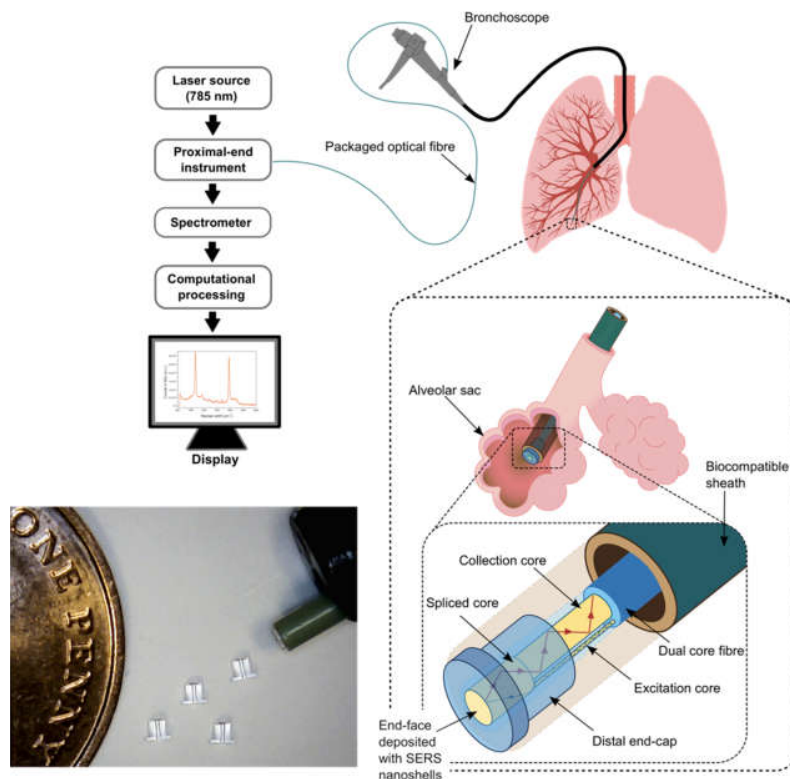 Bronchoscope
Laser source
(785 nm)
Packaged optical fibre
Proximal-end
instrument
Spectrometer
Computational
processing
Display
Alveolar sac
Biocompatible
sheath
Collection core
Spliced core
Dual core fibre
Excitation core
Distal end-cap
End-face
deposited
with SERS
nanoshells
ONE PENNY